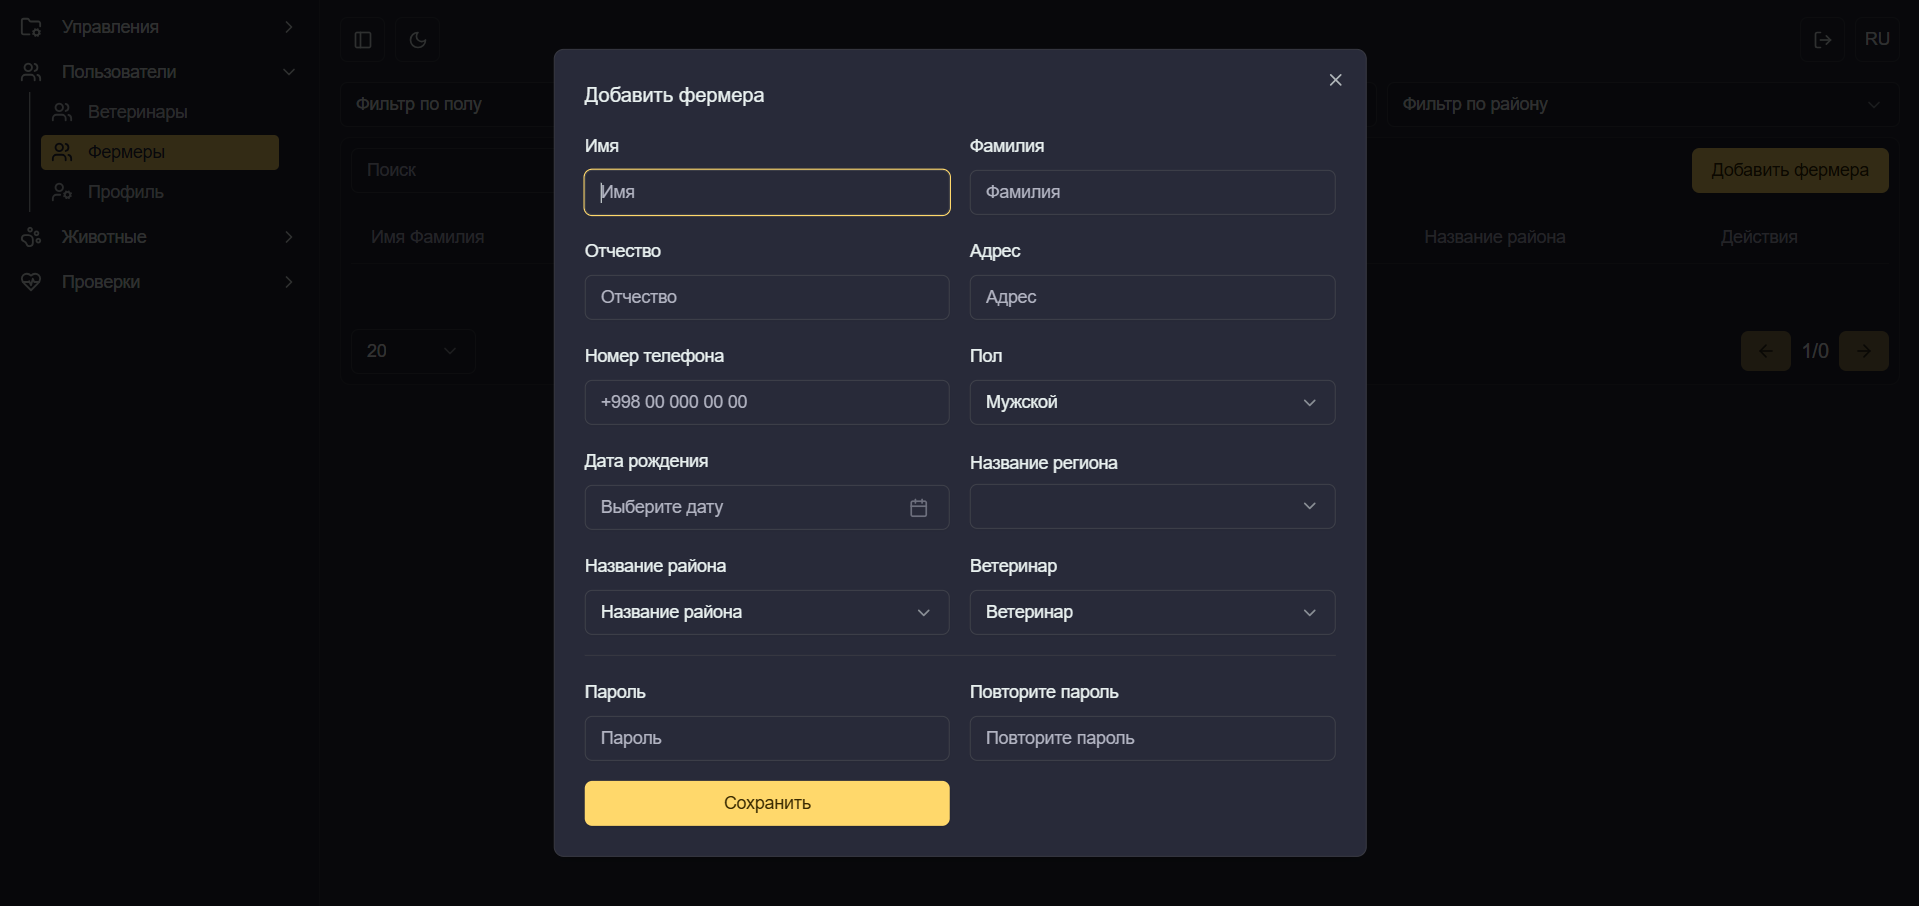 Управления
Пользователи
Ветеринары
Фермеры
Профиль
Животные
Проверки
RU
Фильтр по полу
Фильтр по району
Поиск
Добавить фермера
Имя Фамилия
Название района
Действия
20
1/0
Добавить фермера
Имя
Фамилия
Имя
Фамилия
Отчество
Адрес
Отчество
Адрес
Номер телефона
Пол
+998 00 000 00 00
Мужской
Дата рождения
Название региона
Выберите дату
Название района
Ветеринар
Название района
Ветеринар
Пароль
Повторите пароль
Пароль
Повторите пароль
Сохранить